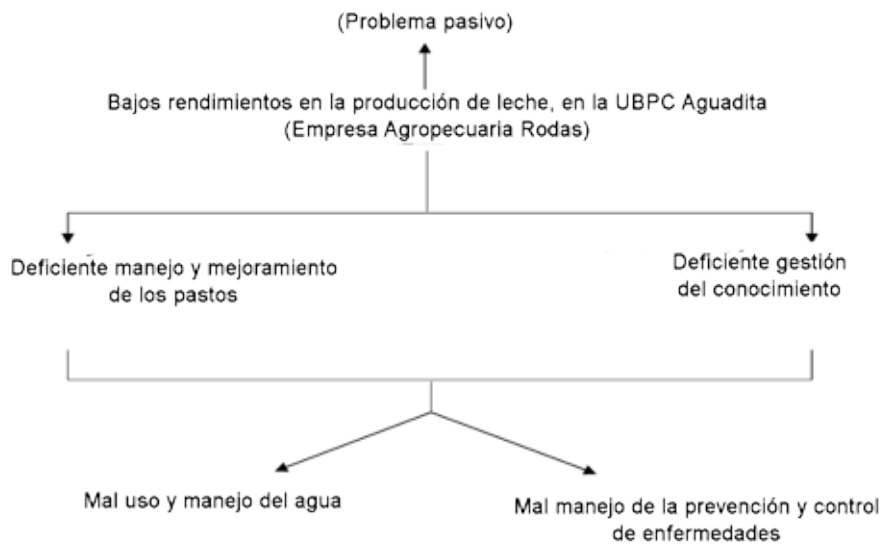 (Problema pasivo)
Bajos rendimientos en la producción de leche, en la UBPC Aguadita
(Empresa Agropecuaria Rodas)
Deficiente manejo y mejoramiento
de los pastos
Deficiente gestión
del conocimiento
Mal uso y manejo del agua
Mal manejo de la prevención y control
de enfermedades